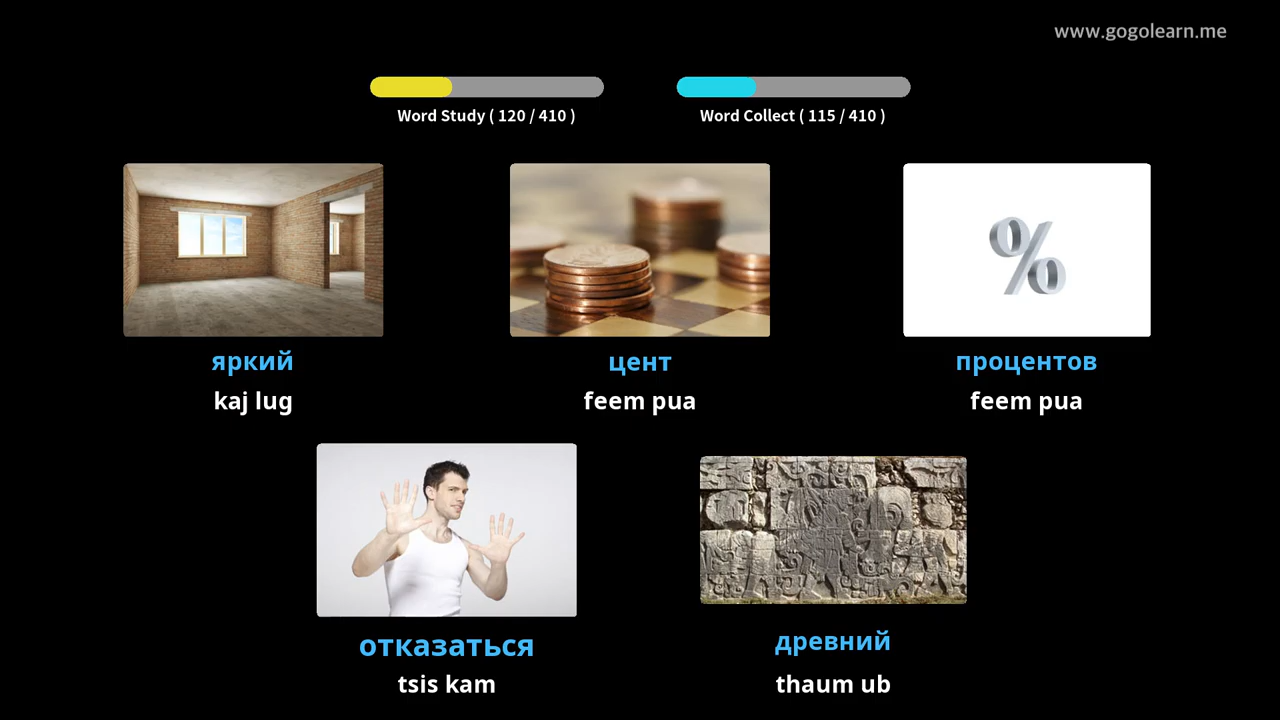 www.gogolearn.me
Word Study ( 120 / 410 )
Word Collect ( 115 / 410 )
яркий
kaj lug
цент
feem pua
процентов
feem pua
отказаться
tsis kam
древний
thaum ub